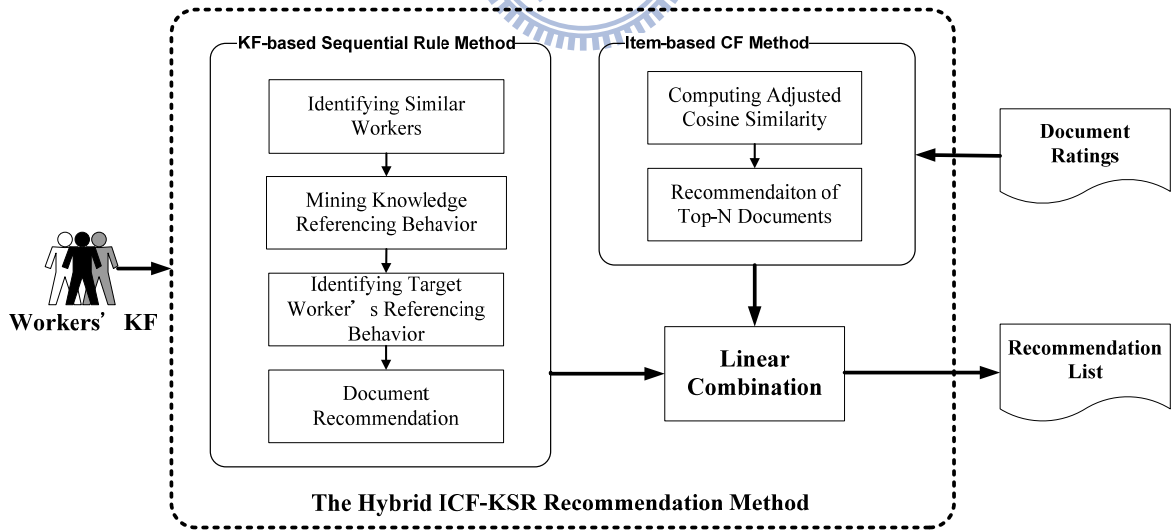 KF-based Sequential Rule Method
Identifying Similar
Workers
Mining Knowledge
Referencing Behavior
Identifying Target
Worker’s Referencing
Behavior
Document
Recommendation
Item-based CF Method
Computing Adjusted
Cosine Similarity
Recommendaiton of
Top-N Documents
Document
Ratings
Workers’ KF
Linear
Combination
Recommendation
List
The Hybrid ICF-KSR Recommendation Method